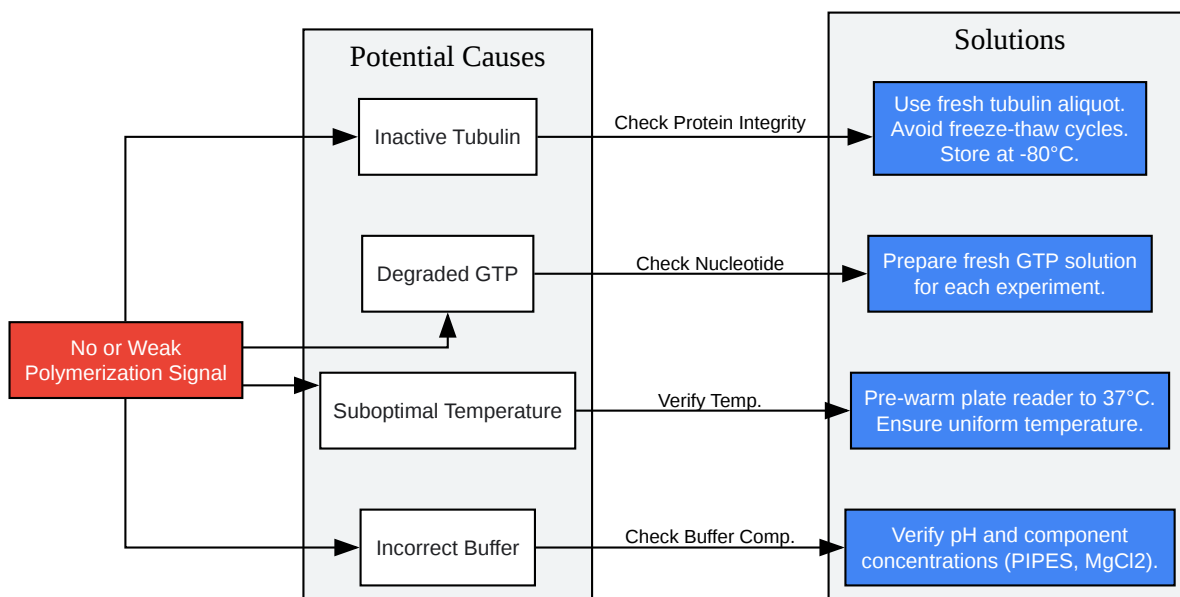 No or Weak
Polymerization Signal
Potential Causes
Inactive Tubulin
Degraded GTP
Suboptimal Temperature
Incorrect Buffer
Check Protein Integrity
Check Nucleotide
Verify Temp.
Check Buffer Comp.
Solutions
Use fresh tubulin aliquot.
Avoid freeze-thaw cycles.
Store at -80°C.
Prepare fresh GTP solution
for each experiment.
Pre-warm plate reader to 37°C.
Ensure uniform temperature.
Verify pH and component
concentrations (PIPES, MgCl2).